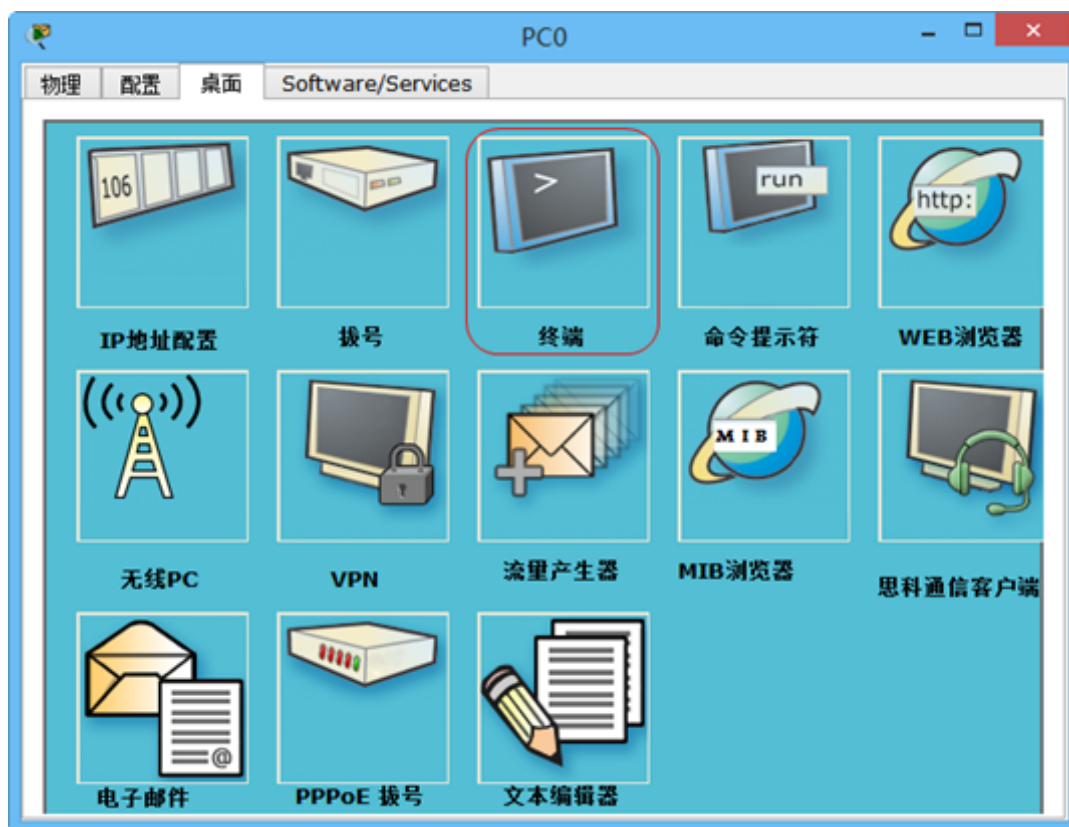 PC0
物理 配置 桌面 Software/Services
106
>
run
http:
IP地址配置 拨号 终端 命令提示符 WEB浏览器
MIB
无线PC VPN 流里产生器 MIB浏览器 思科通信客户端
@
电子邮件 PPPoE 拨号 文本编辑器